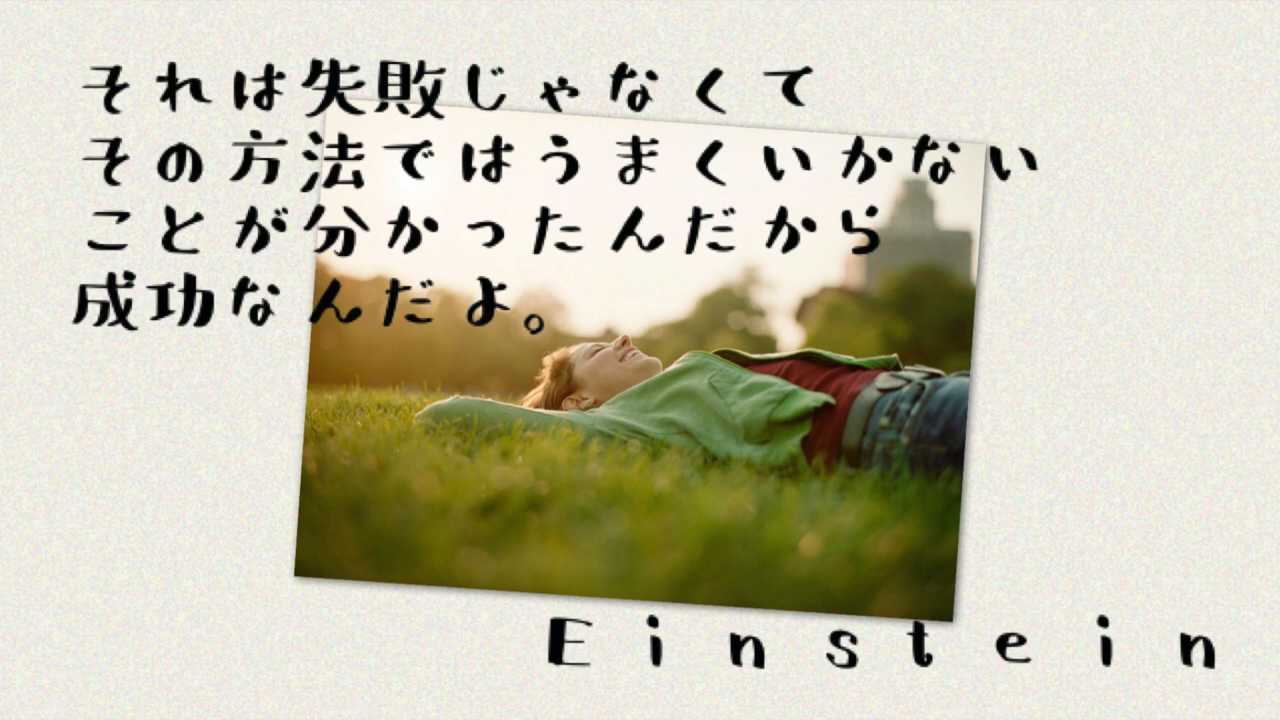 それは失敗じゃなくて
その方法ではうまくいかない
ことが分かったんだから
成功なんだよ。
Einstein